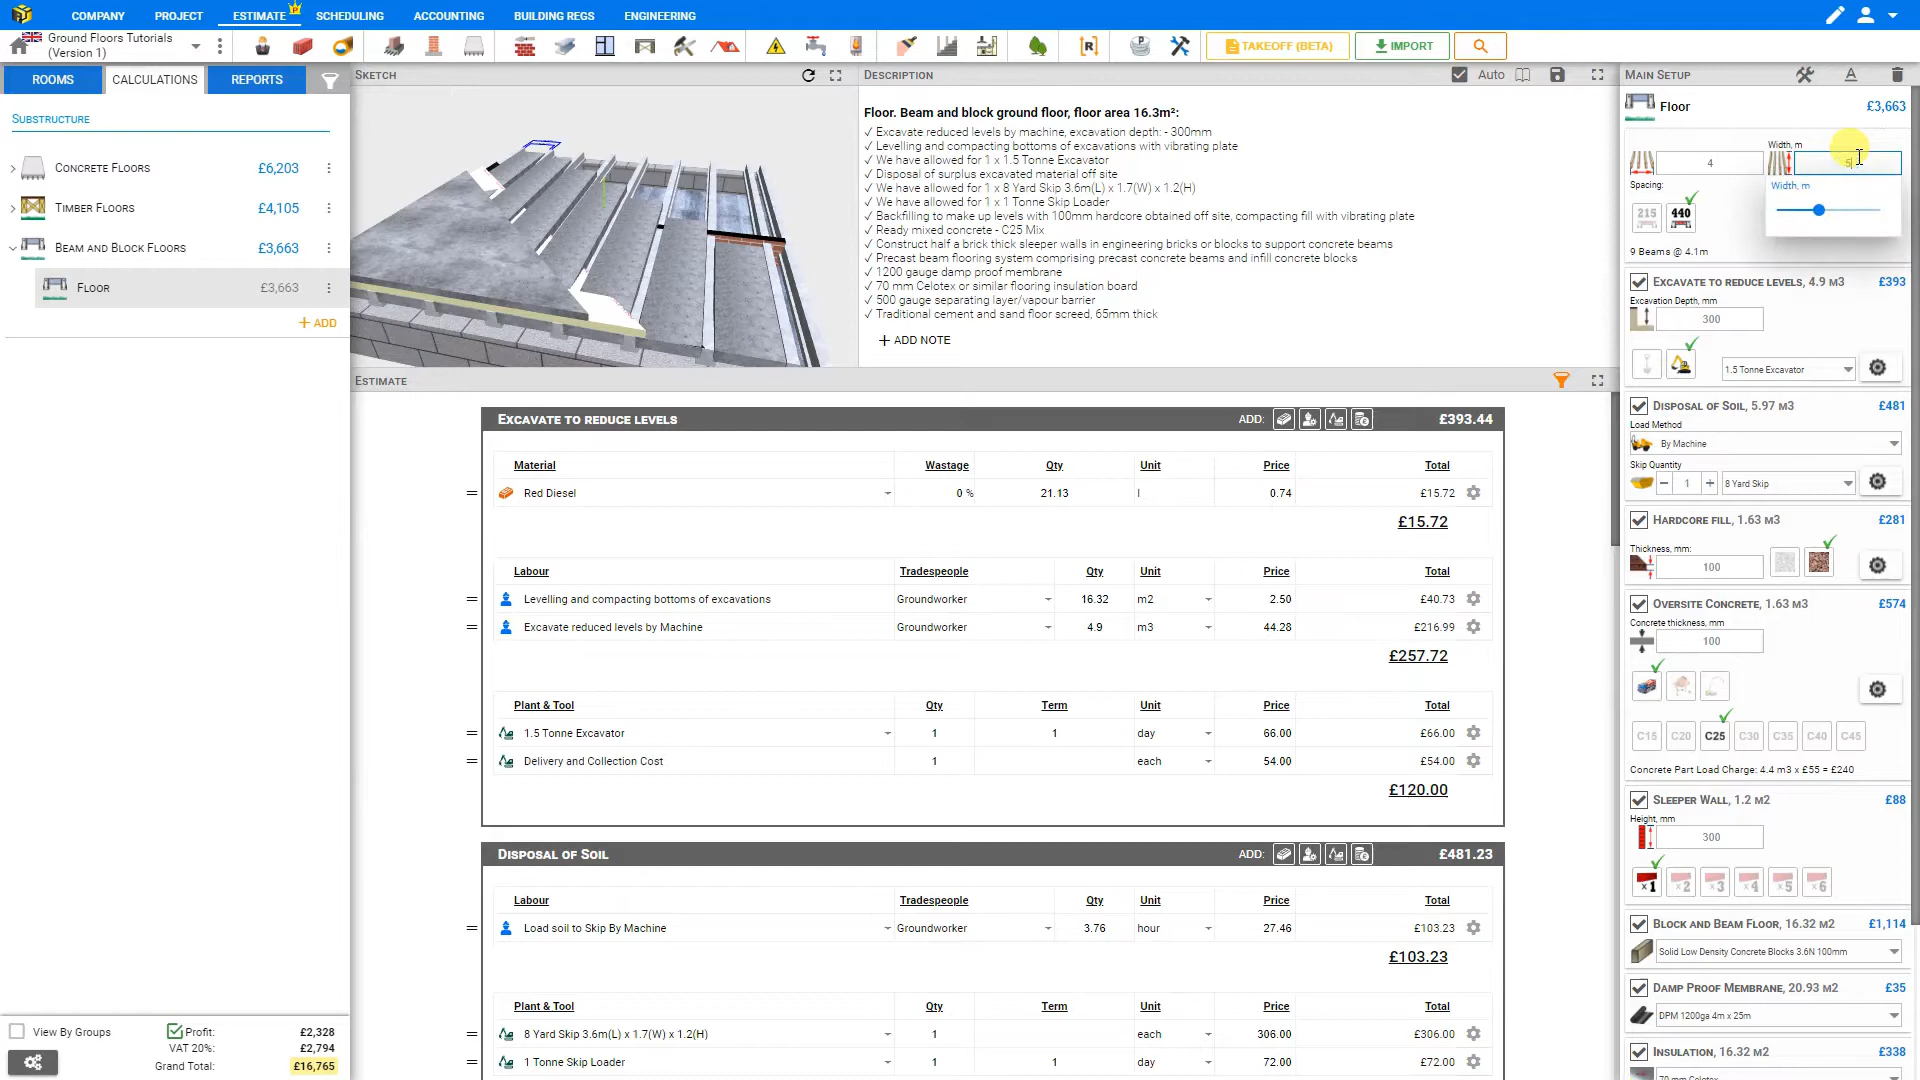 COMPANY PROJECT ESTIMATE SCHEDULING ACCOUNTING BUILDING REGS ENGINEERING
Ground Floors Tutorials
(Version 1)
TAKEOFF (BETA) IMPORT
ROOMS CALCULATIONS REPORTS
SUBSTRUCTURE
CONCRETE FLOORS £6,203
TIMBER FLOORS £4,105
BEAM AND BLOCK FLOORS £3,663
FLOOR £3,663
+ ADD
View By Groups
Profit: £2,328
VAT 20%: £2,794
Grand Total: £16,765
SKETCH
DESCRIPTION Auto
Floor. Beam and block ground floor, floor area 16.3m²:
✓ Excavate reduced levels by machine, excavation depth: - 300mm
✓ Levelling and compacting bottoms of excavations with vibrating plate
✓ We have allowed for 1 x 1.5 Tonne Excavator
✓ Disposal of surplus excavated material off site
✓ We have allowed for 1 x 8 Yard Skip 3.6m(L) x 1.7(W) x 1.2(H)
✓ We have allowed for 1 x 1 Tonne Skip Loader
✓ Backfilling to make up levels with 100mm hardcore obtained off site, compacting fill with vibrating plate
✓ Ready mixed concrete - C25 Mix
✓ Construct half a brick thick sleeper walls in engineering bricks or blocks to support concrete beams
✓ Precast beam flooring system comprising precast concrete beams and infill concrete blocks
✓ 1200 gauge damp proof membrane
✓ 70 mm Celotex or similar flooring insulation board
✓ 500 gauge separating layer/vapour barrier
✓ Traditional cement and sand floor screed, 65mm thick
+ ADD NOTE
ESTIMATE
EXCAVATE TO REDUCE LEVELS ADD: £393.44
Material Wastage Qty Unit Price Total
Red Diesel 0 % 21.13 l 0.74 £15.72
£15.72
Labour Tradespeople Qty Unit Price Total
Levelling and compacting bottoms of excavations Groundworker 16.32 m2 2.50 £40.73
Excavate reduced levels by Machine Groundworker 4.9 m3 44.28 £216.99
£257.72
Plant & Tool Qty Term Unit Price Total
1.5 Tonne Excavator 1 1 day 66.00 £66.00
Delivery and Collection Cost 1 each 54.00 £54.00
£120.00
DISPOSAL OF SOIL ADD: £481.23
Labour Tradespeople Qty Unit Price Total
Load soil to Skip By Machine Groundworker 3.76 hour 27.46 £103.23
£103.23
Plant & Tool Qty Term Unit Price Total
8 Yard Skip 3.6m(L) x 1.7(W) x 1.2(H) 1 each 306.00 £306.00
1 Tonne Skip Loader 1 1 day 72.00 £72.00
MAIN SETUP
Floor £3,663
Width, m
4 5
Spacing:
Width, m
215 440
9 Beams @ 4.1m
EXCAVATE TO REDUCE LEVELS, 4.9 M3 £393
Excavation Depth, mm
300
1.5 Tonne Excavator
DISPOSAL OF SOIL, 5.97 M3 £481
Load Method
By Machine
Skip Quantity
− 1 + 8 Yard Skip
HARDCORE FILL, 1.63 M3 £281
Thickness, mm:
100
OVERSITE CONCRETE, 1.63 M3 £574
Concrete thickness, mm
100
C15 C20 C25 C30 C35 C40 C45
Concrete Part Load Charge: 4.4 m3 x £55 = £240
SLEEPER WALL, 1.2 M2 £88
Height, mm
300
x1 x2 x3 x4 x5 x6
BLOCK AND BEAM FLOOR, 16.32 M2 £1,114
Solid Low Density Concrete Blocks 3.6N 100mm
DAMP PROOF MEMBRANE, 20.93 M2 £35
DPM 1200ga 4m x 25m
INSULATION, 16.32 M2 £338
70 mm Celotex